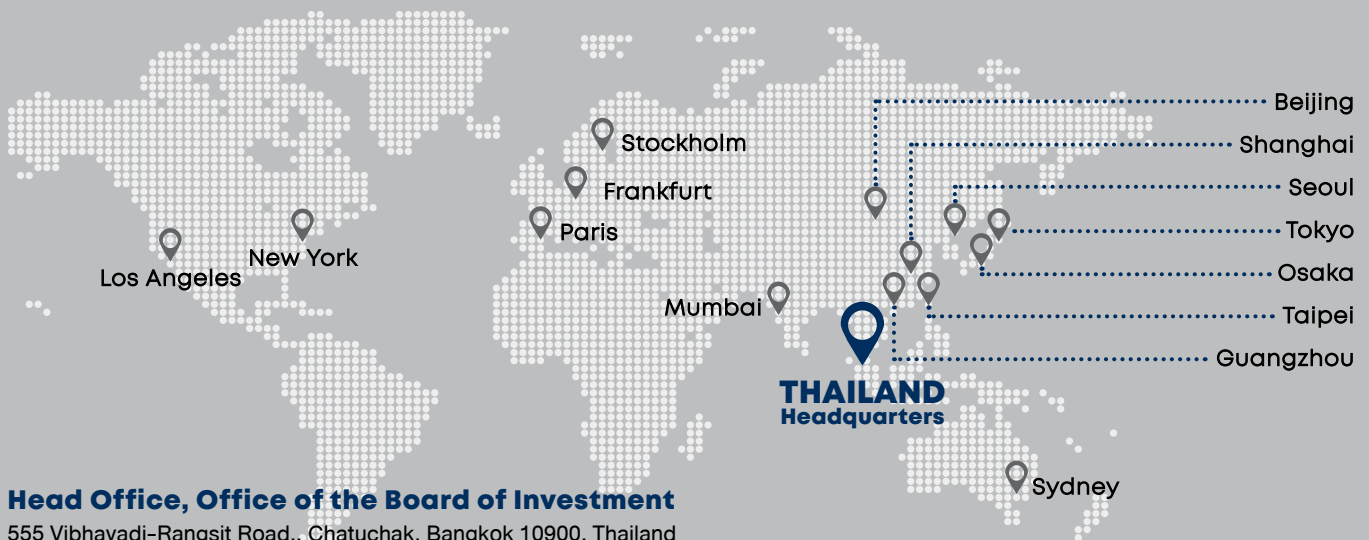 Beijing
Stockholm
Shanghai
Frankfurt
Seoul
Paris
Tokyo
New York
Los Angeles
Osaka
Mumbai
Taipei
Guangzhou
THAILAND
Headquarters
Sydney
Head Office, Office of the Board of Investment
555 Vibhavadi-Rangsit Road., Chatuchak, Bangkok 10900, Thailand